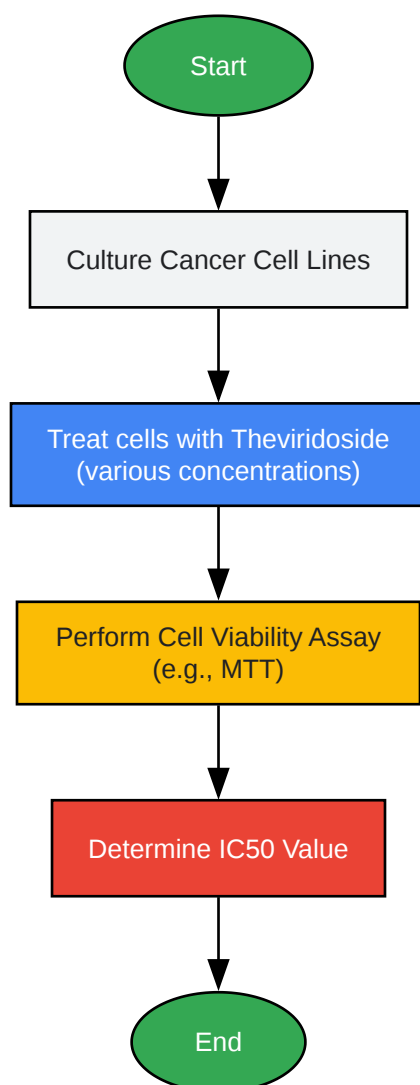 Start
Culture Cancer Cell Lines
Treat cells with Theviridoside
(various concentrations)
Perform Cell Viability Assay
(e.g., MTT)
Determine IC50 Value
End